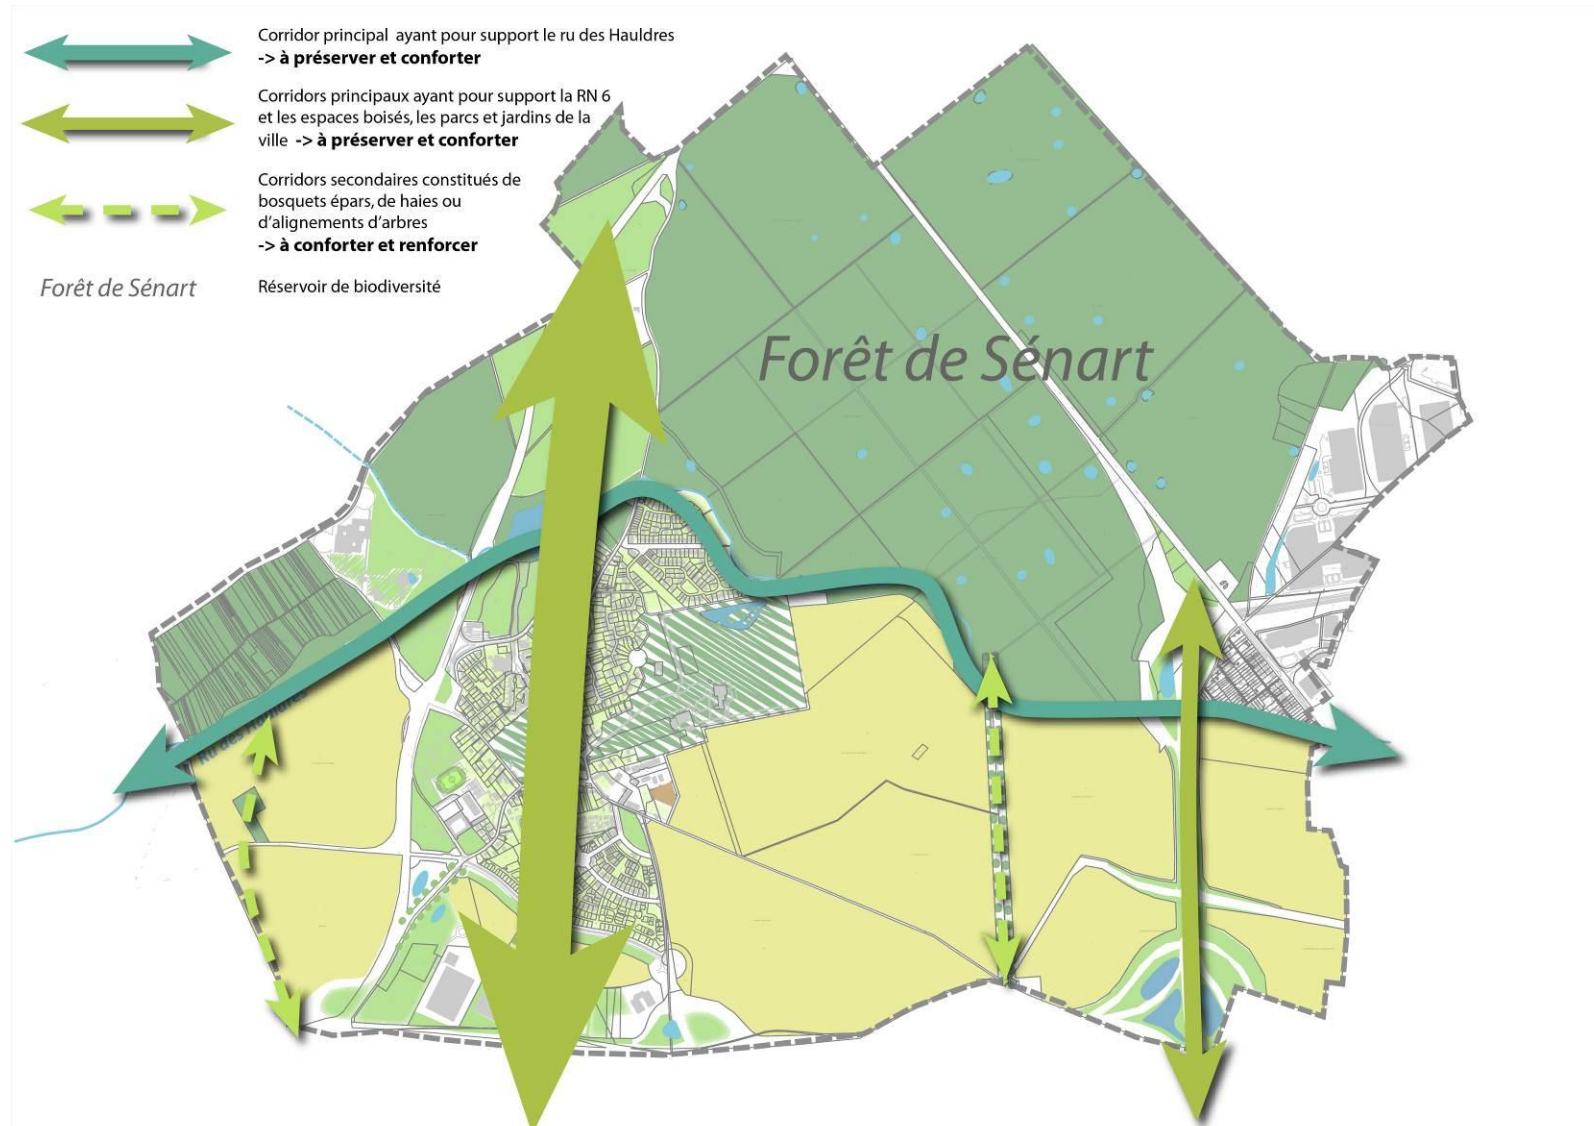 Corridor principal ayant pour support le ru des Hauldres
-> à préserver et conforter
Corridors principaux ayant pour support la RN 6
et les espaces boisés, les parcs et jardins de la
ville -> à préserver et conforter
Corridors secondaires constitués de
bosquets épars, de haies ou
d'alignements d'arbres
-> à conforter et renforcer
Forêt de Sénart
Réservoir de biodiversité
Forêt de Sénart
Ru des Hauldres